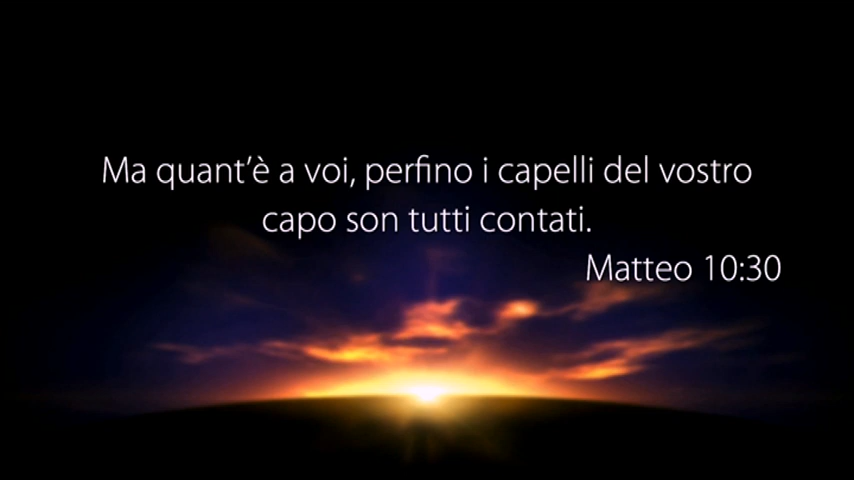 Ma quant’è a voi, perfino i capelli del vostro
capo son tutti contati.
Matteo 10:30